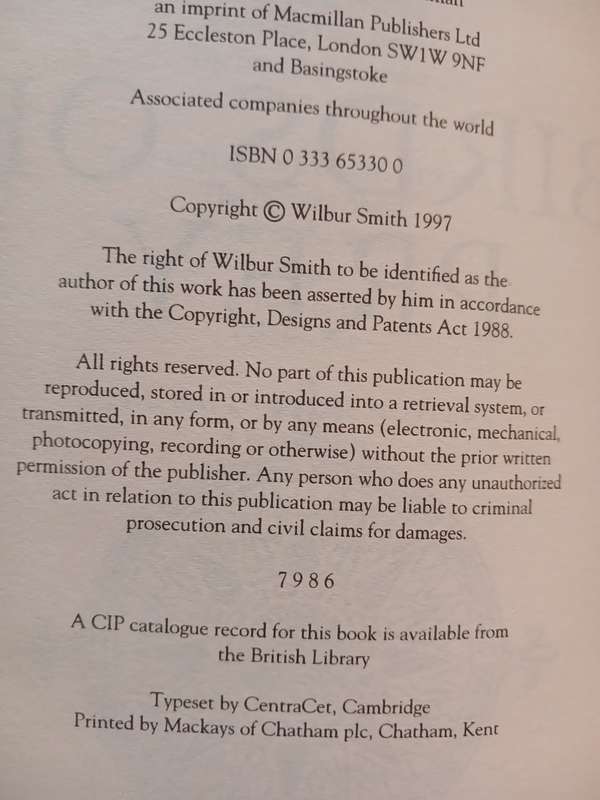 an imprint of Macmillan Publishers Ltd
25 Eccleston Place, London SW1W 9NF
and Basingstoke
Associated companies throughout the world
ISBN 0 333 65330 0
Copyright © Wilbur Smith 1997
The right of Wilbur Smith to be identified as the
author of this work has been asserted by him in accordance
with the Copyright, Designs and Patents Act 1988.
All rights reserved. No part of this publication may be
reproduced, stored in or introduced into a retrieval system, or
transmitted, in any form, or by any means (electronic, mechanical,
photocopying, recording or otherwise) without the prior written
permission of the publisher. Any person who does any unauthorized
act in relation to this publication may be liable to criminal
prosecution and civil claims for damages.
7 9 8 6
A CIP catalogue record for this book is available from
the British Library
Typeset by CentraCet, Cambridge
Printed by Mackays of Chatham plc, Chatham, Kent